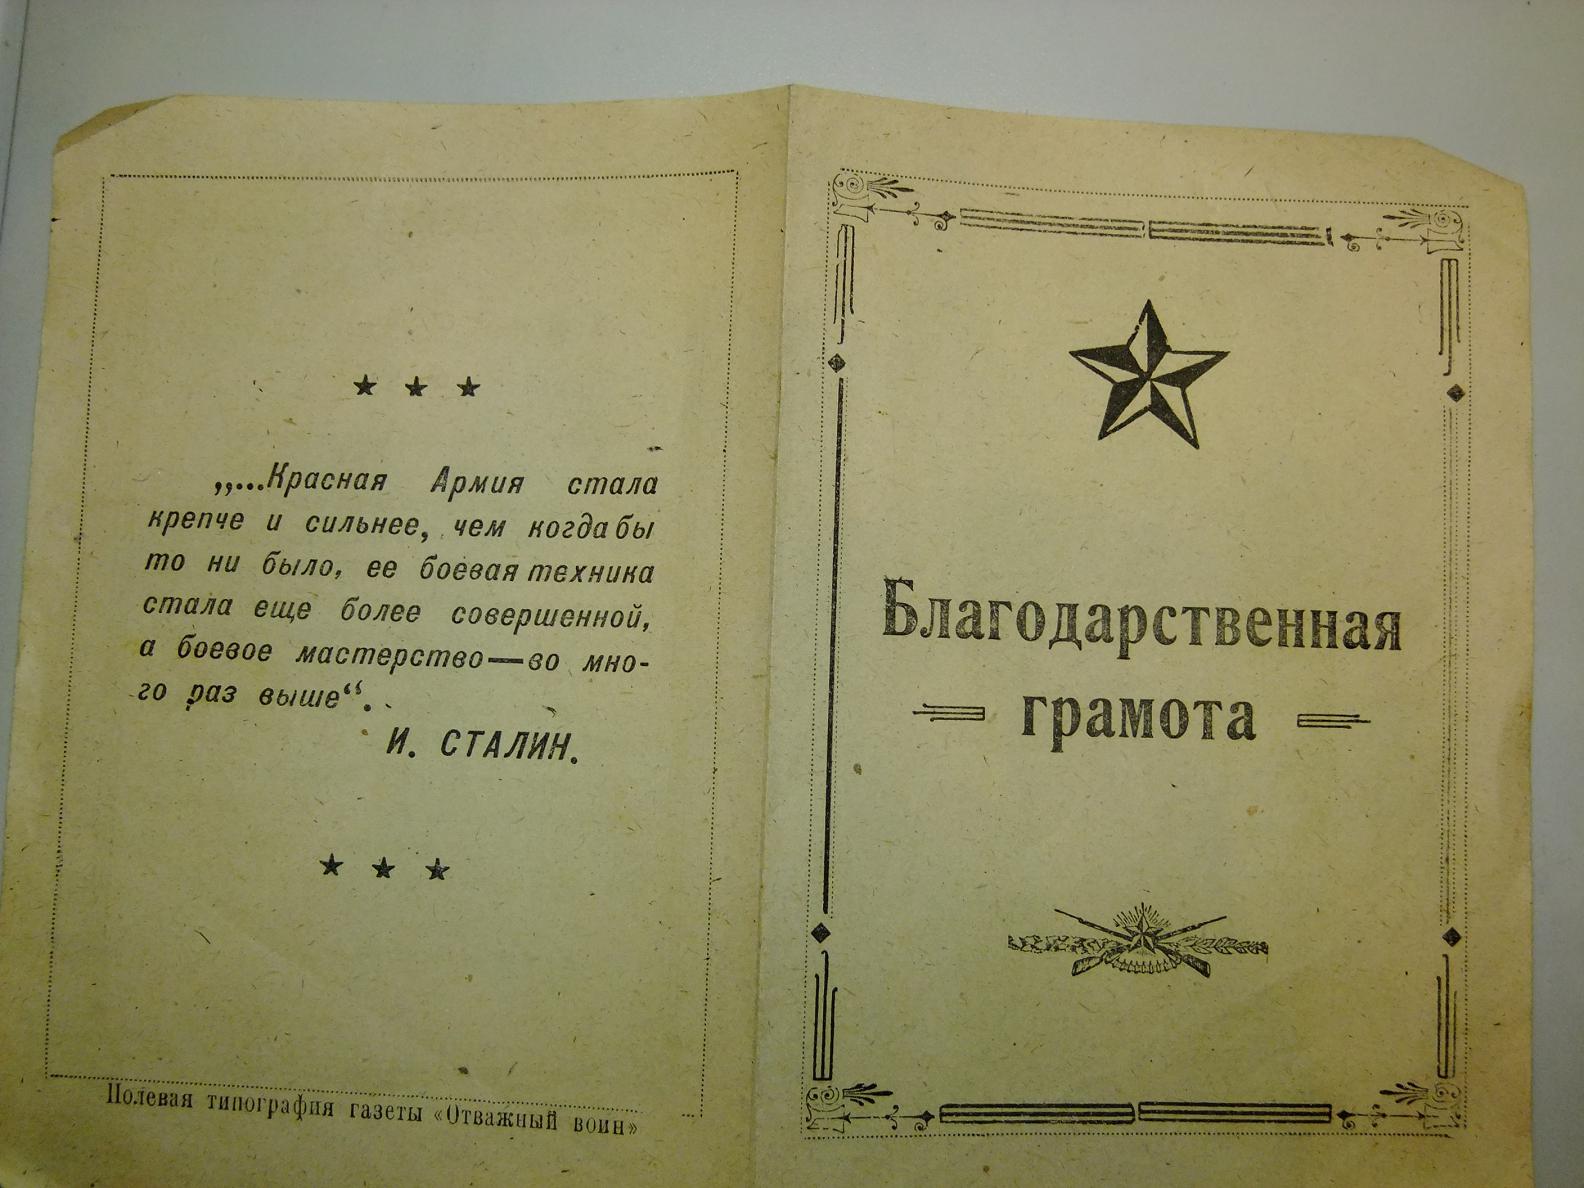 „...Красная Армия стала
крепче и сильнее, чем когда бы
то ни было, ее боевая техника
стала еще более совершенной,
а боевое мастерство—во мно-
го раз выше“.
И. СТАЛИН.
Полевая типография газеты «Отважный воин»
Благодарственная
грамота